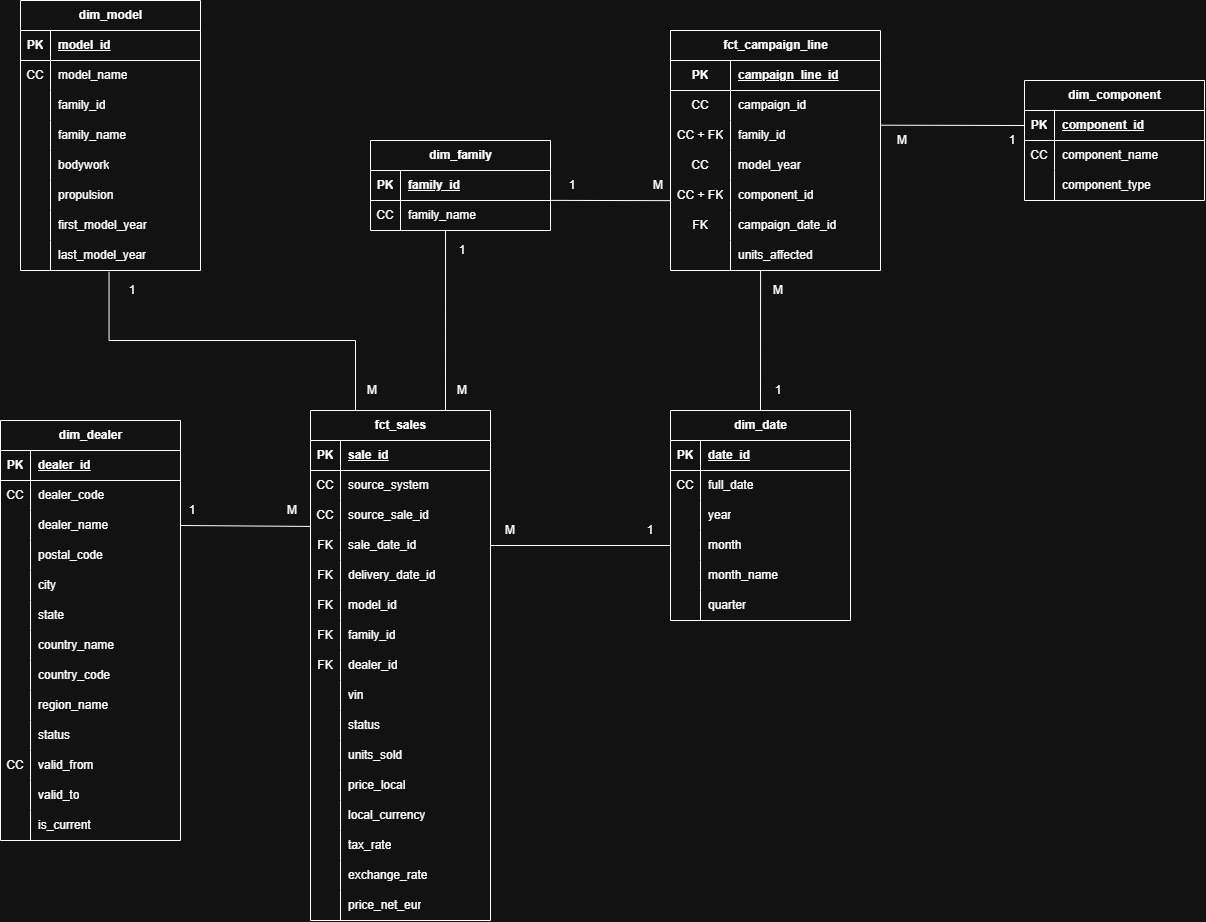 dim_model
PK model_id
CC model_name
family_id
family_name
bodywork
propulsion
first_model_year
last_model_year
1
M
dim_family
PK family_id
CC family_name
1
M
1
M
fct_campaign_line
PK campaign_line_id
CC campaign_id
CC + FK family_id
CC model_year
CC + FK component_id
FK campaign_date_id
units_affected
M
1
M
1
dim_component
PK component_id
CC component_name
component_type
dim_dealer
PK dealer_id
CC dealer_code
dealer_name
postal_code
city
state
country_name
country_code
region_name
status
CC valid_from
valid_to
is_current
1
M
fct_sales
PK sale_id
CC source_system
CC source_sale_id
FK sale_date_id
FK delivery_date_id
FK model_id
FK family_id
FK dealer_id
vin
status
units_sold
price_local
local_currency
tax_rate
exchange_rate
price_net_eur
M
1
dim_date
PK date_id
CC full_date
year
month
month_name
quarter